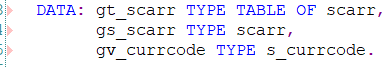 DATA: gt_scarr TYPE TABLE OF scarr,
gs_scarr TYPE scarr,
gv_currcode TYPE s_currcode.